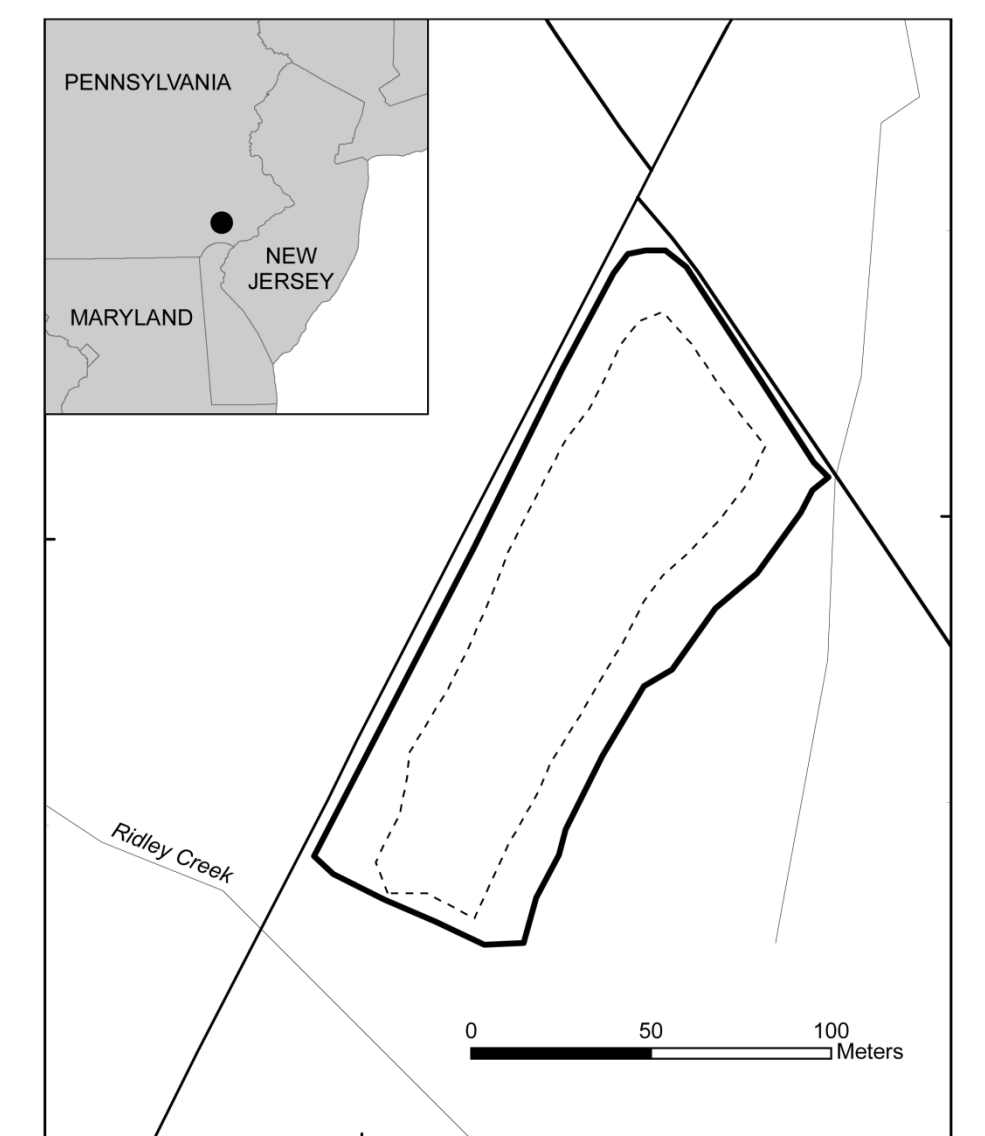 PENNSYLVANIA
NEW
JERSEY
MARYLAND
Ridley Creek
0 50 100
Meters